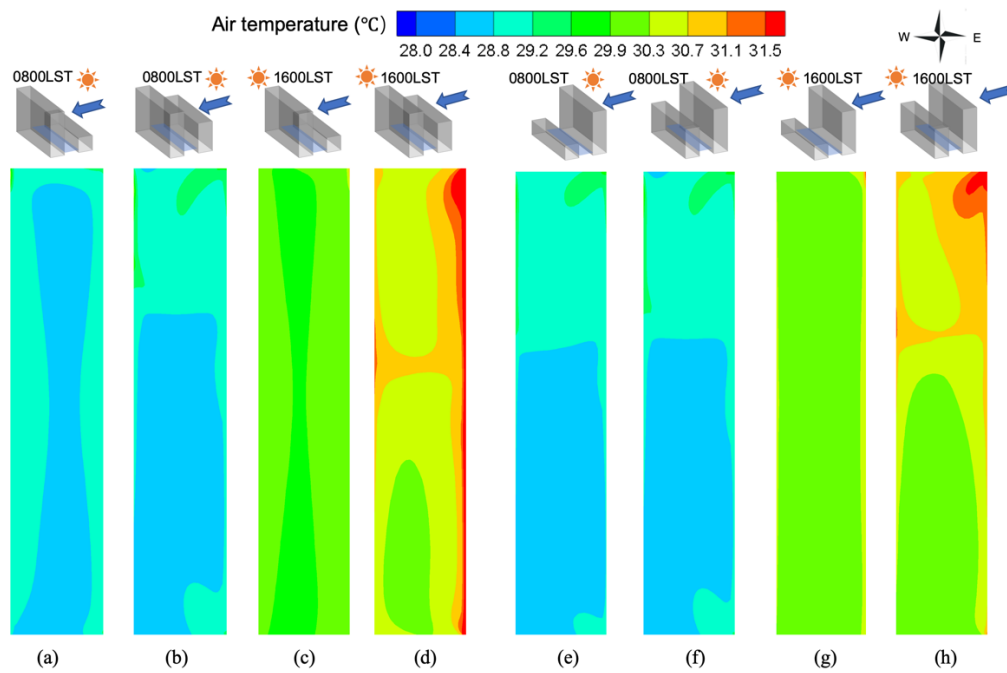 Air temperature (℃)
28.0 28.4 28.8 29.2 29.6 29.9 30.3 30.7 31.1 31.5
W E
0800LST 0800LST 1600LST 1600LST 0800LST 0800LST 1600LST 1600LST
(a) (b) (c) (d) (e) (f) (g) (h)